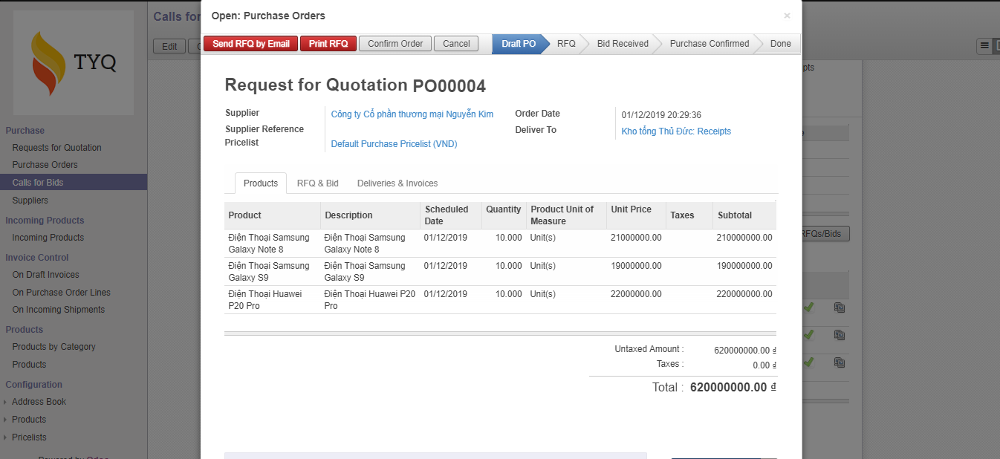 Open: Purchase Orders
×
Calls for
TYQ
Edit
Send RFQ by Email
Print RFQ
Confirm Order
Cancel
Draft PO
RFQ
Bid Received
Purchase Confirmed
Done
Request for Quotation PO00004
Supplier
Công ty Cổ phần thương mại Nguyễn Kim
Supplier Reference
Pricelist
Default Purchase Pricelist (VND)
Order Date
01/12/2019 20:29:36
Deliver To
Kho tổng Thủ Đức: Receipts
Products
RFQ & Bid
Deliveries & Invoices
Product
Description
Scheduled
Date
Quantity
Product Unit of
Measure
Unit Price
Taxes
Subtotal
Điện Thoại Samsung
Galaxy Note 8
Điện Thoại Samsung
Galaxy Note 8
01/12/2019
10.000
Unit(s)
21000000.00
210000000.00
Điện Thoại Samsung
Galaxy S9
Điện Thoại Samsung
Galaxy S9
01/12/2019
10.000
Unit(s)
19000000.00
190000000.00
Điện Thoại Huawei
P20 Pro
Điện Thoại Huawei P20
Pro
01/12/2019
10.000
Unit(s)
22000000.00
220000000.00
Untaxed Amount :
620000000.00 ₫
Taxes :
0.00 ₫
Total :
620000000.00 ₫
Purchase
Requests for Quotation
Purchase Orders
Calls for Bids
Suppliers
Incoming Products
Incoming Products
Invoice Control
On Draft Invoices
On Purchase Order Lines
On Incoming Shipments
Products
Products by Category
Products
Configuration
Address Book
Products
Pricelists
Powered by Odoo
pts
RFQs/Bids